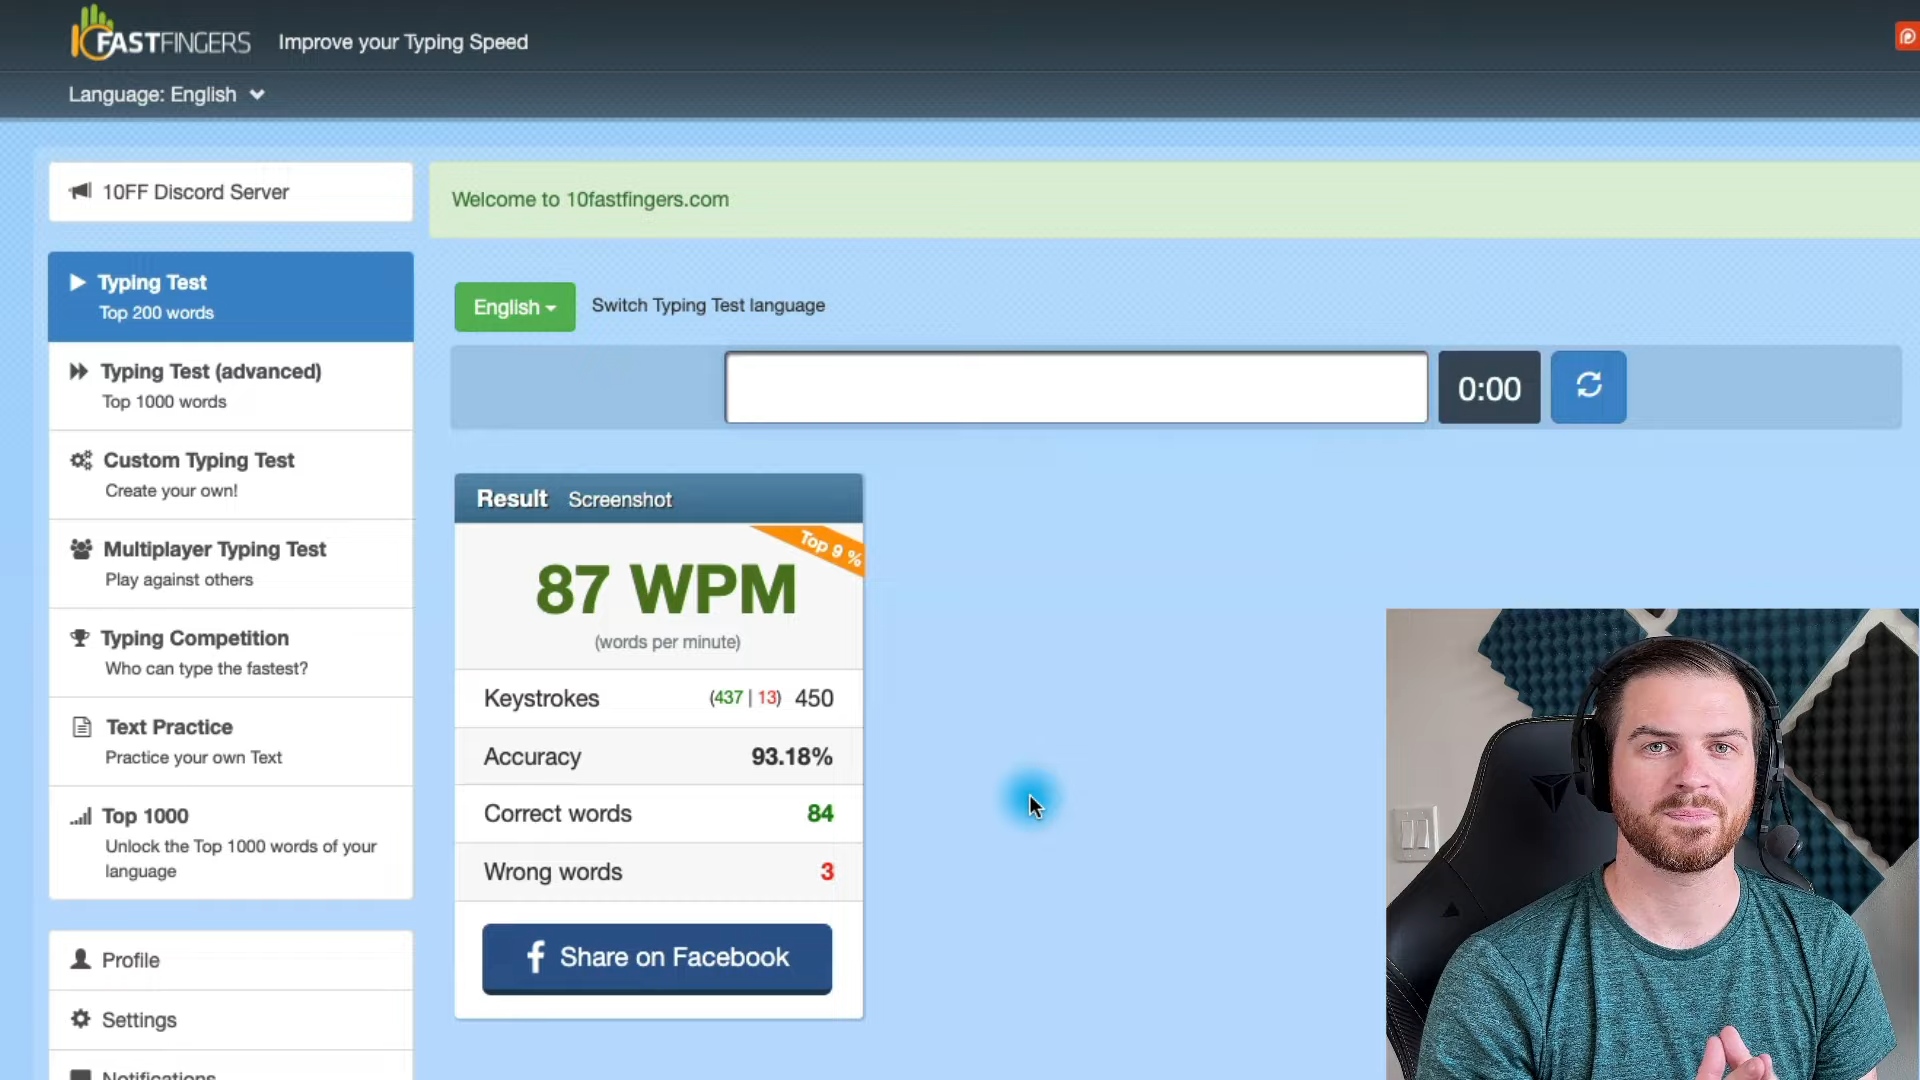 FASTFINGERS
Improve your Typing Speed
Language: English
10FF Discord Server
Typing Test
Top 200 words
Typing Test (advanced)
Top 1000 words
Custom Typing Test
Create your own!
Multiplayer Typing Test
Play against others
Typing Competition
Who can type the fastest?
Text Practice
Practice your own Text
Top 1000
Unlock the Top 1000 words of your
language
Profile
Settings
Notifications
Welcome to 10fastfingers.com
English
Switch Typing Test language
0:00
Result Screenshot
Top 9 %
87 WPM
(words per minute)
Keystrokes (437 | 13) 450
Accuracy 93.18%
Correct words 84
Wrong words 3
f Share on Facebook